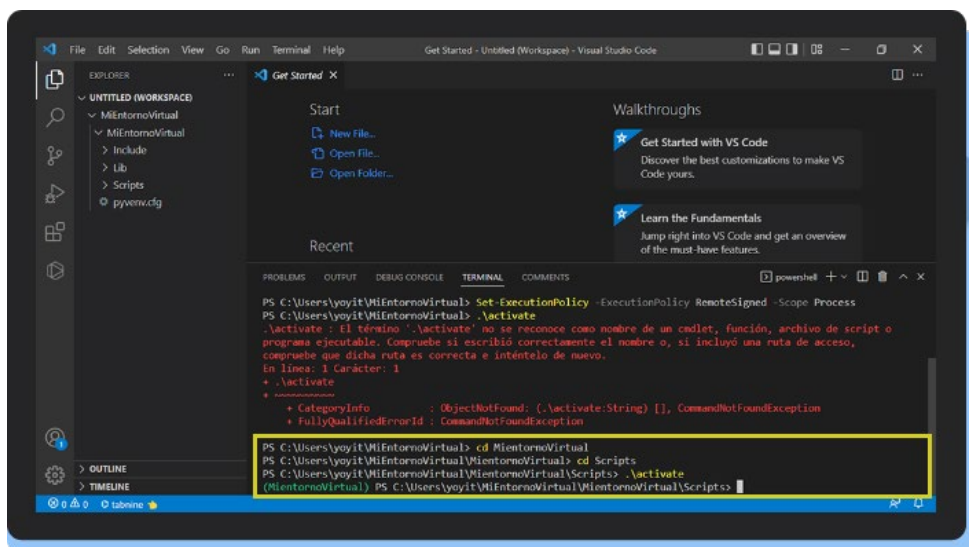 File Edit Selection View Go Run Terminal Help
Get Started - Untitled (Workspace) - Visual Studio Code
EXPLORER
Get Started
UNTITLED (WORKSPACE)
MiEntornoVirtual
MiEntornoVirtual
Include
Lib
Scripts
pyvenv.cfg
Start
New File...
Open File...
Open Folder...
Recent
Walkthroughs
Get Started with VS Code
Discover the best customizations to make VS
Code yours.
Learn the Fundamentals
Jump right into VS Code and get an overview
of the must-have features.
PROBLEMS OUTPUT DEBUG CONSOLE TERMINAL COMMENTS
powershell
PS C:\Users\yoyit\MiEntornoVirtual> Set-ExecutionPolicy -ExecutionPolicy RemoteSigned -Scope Process
PS C:\Users\yoyit\MiEntornoVirtual> .\activate
.\activate : El término '.\activate' no se reconoce como nombre de un cmdlet, función, archivo de script o
programa ejecutable. Compruebe si escribió correctamente el nombre o, si incluyó una ruta de acceso,
compruebe que dicha ruta es correcta e inténtelo de nuevo.
En línea: 1 Carácter: 1
+ .\activate
+ ~~~~~~~~~~
+ CategoryInfo : ObjectNotFound: (.\activate:String) [], CommandNotFoundException
+ FullyQualifiedErrorId : CommandNotFoundException
PS C:\Users\yoyit\MiEntornoVirtual> cd MientornoVirtual
PS C:\Users\yoyit\MiEntornoVirtual\MientornoVirtual> cd Scripts
PS C:\Users\yoyit\MiEntornoVirtual\MientornoVirtual\Scripts> .\activate
(MientornoVirtual) PS C:\Users\yoyit\MiEntornoVirtual\MientornoVirtual\Scripts>
OUTLINE
TIMELINE
0 0 tabnine